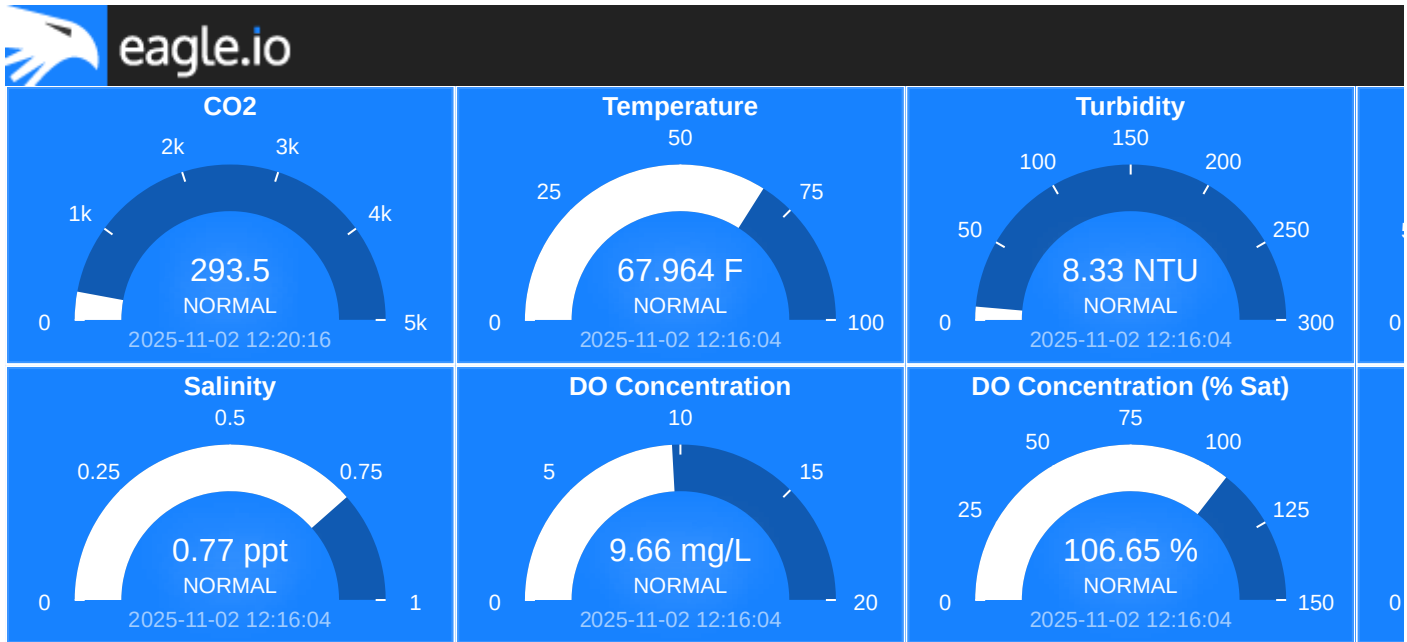 eagle.io
CO2
2k
3k
1k
4k
293.5
NORMAL
0
5k
2025-11-02 12:20:16
Temperature
50
25
75
67.964 F
NORMAL
0
100
2025-11-02 12:16:04
Turbidity
150
100
200
50
250
8.33 NTU
NORMAL
0
300
2025-11-02 12:16:04
0
Salinity
0.5
0.25
0.75
0.77 ppt
NORMAL
0
1
2025-11-02 12:16:04
DO Concentration
10
5
15
9.66 mg/L
NORMAL
0
20
2025-11-02 12:16:04
DO Concentration (% Sat)
75
50
100
25
125
106.65 %
NORMAL
0
150
2025-11-02 12:16:04
0